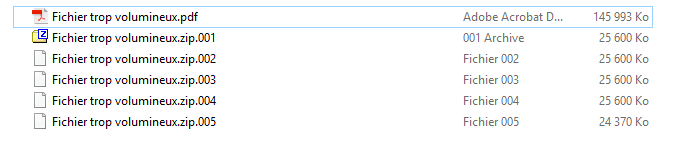 Fichier trop volumineux.pdf Adobe Acrobat D... 145 993 Ko
Fichier trop volumineux.zip.001 001 Archive 25 600 Ko
Fichier trop volumineux.zip.002 Fichier 002 25 600 Ko
Fichier trop volumineux.zip.003 Fichier 003 25 600 Ko
Fichier trop volumineux.zip.004 Fichier 004 25 600 Ko
Fichier trop volumineux.zip.005 Fichier 005 24 370 Ko